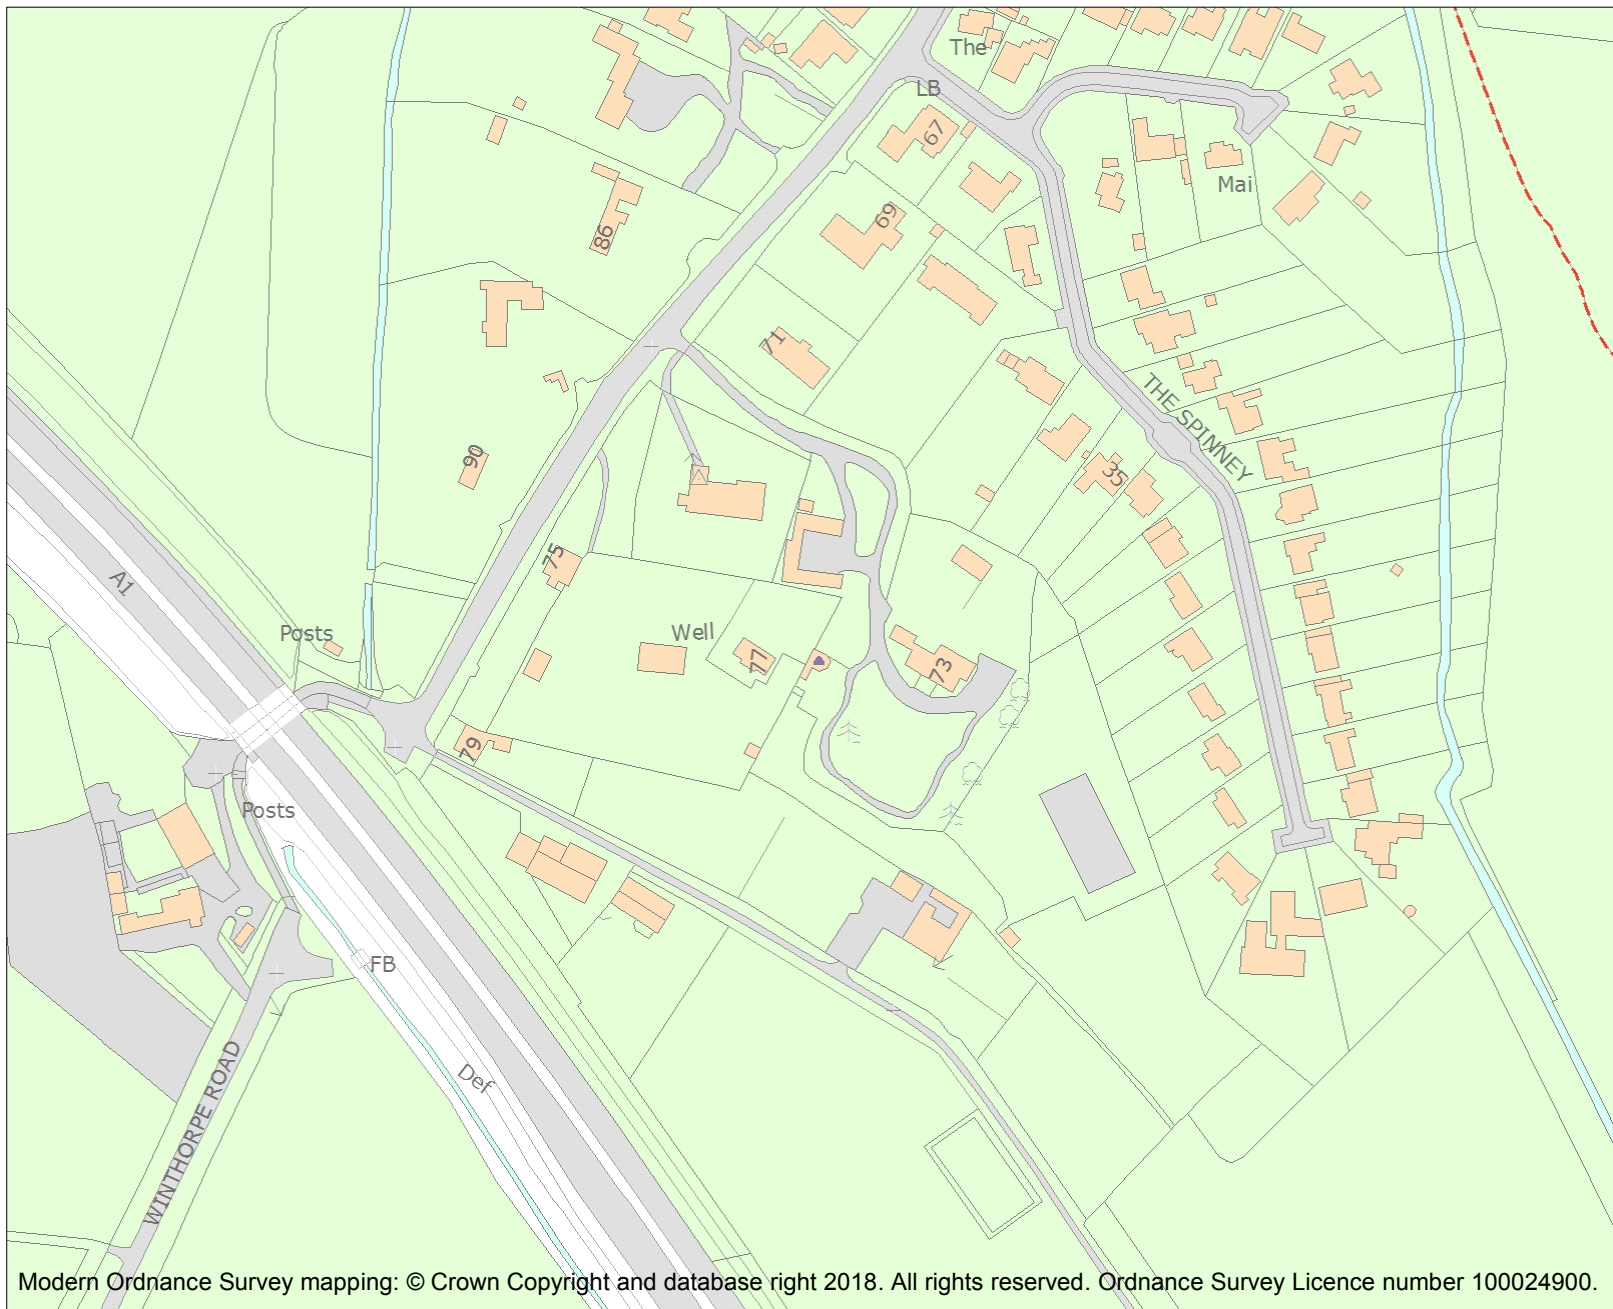 The
LB
67
Mai
69
86
71
THE SPINNEY
90
35
75
A1
Posts
Well
77
73
79
Posts
FB
Def
WINTHORPE ROAD
Modern Ordnance Survey mapping: © Crown Copyright and database right 2018. All rights reserved. Ordnance Survey Licence number 100024900.